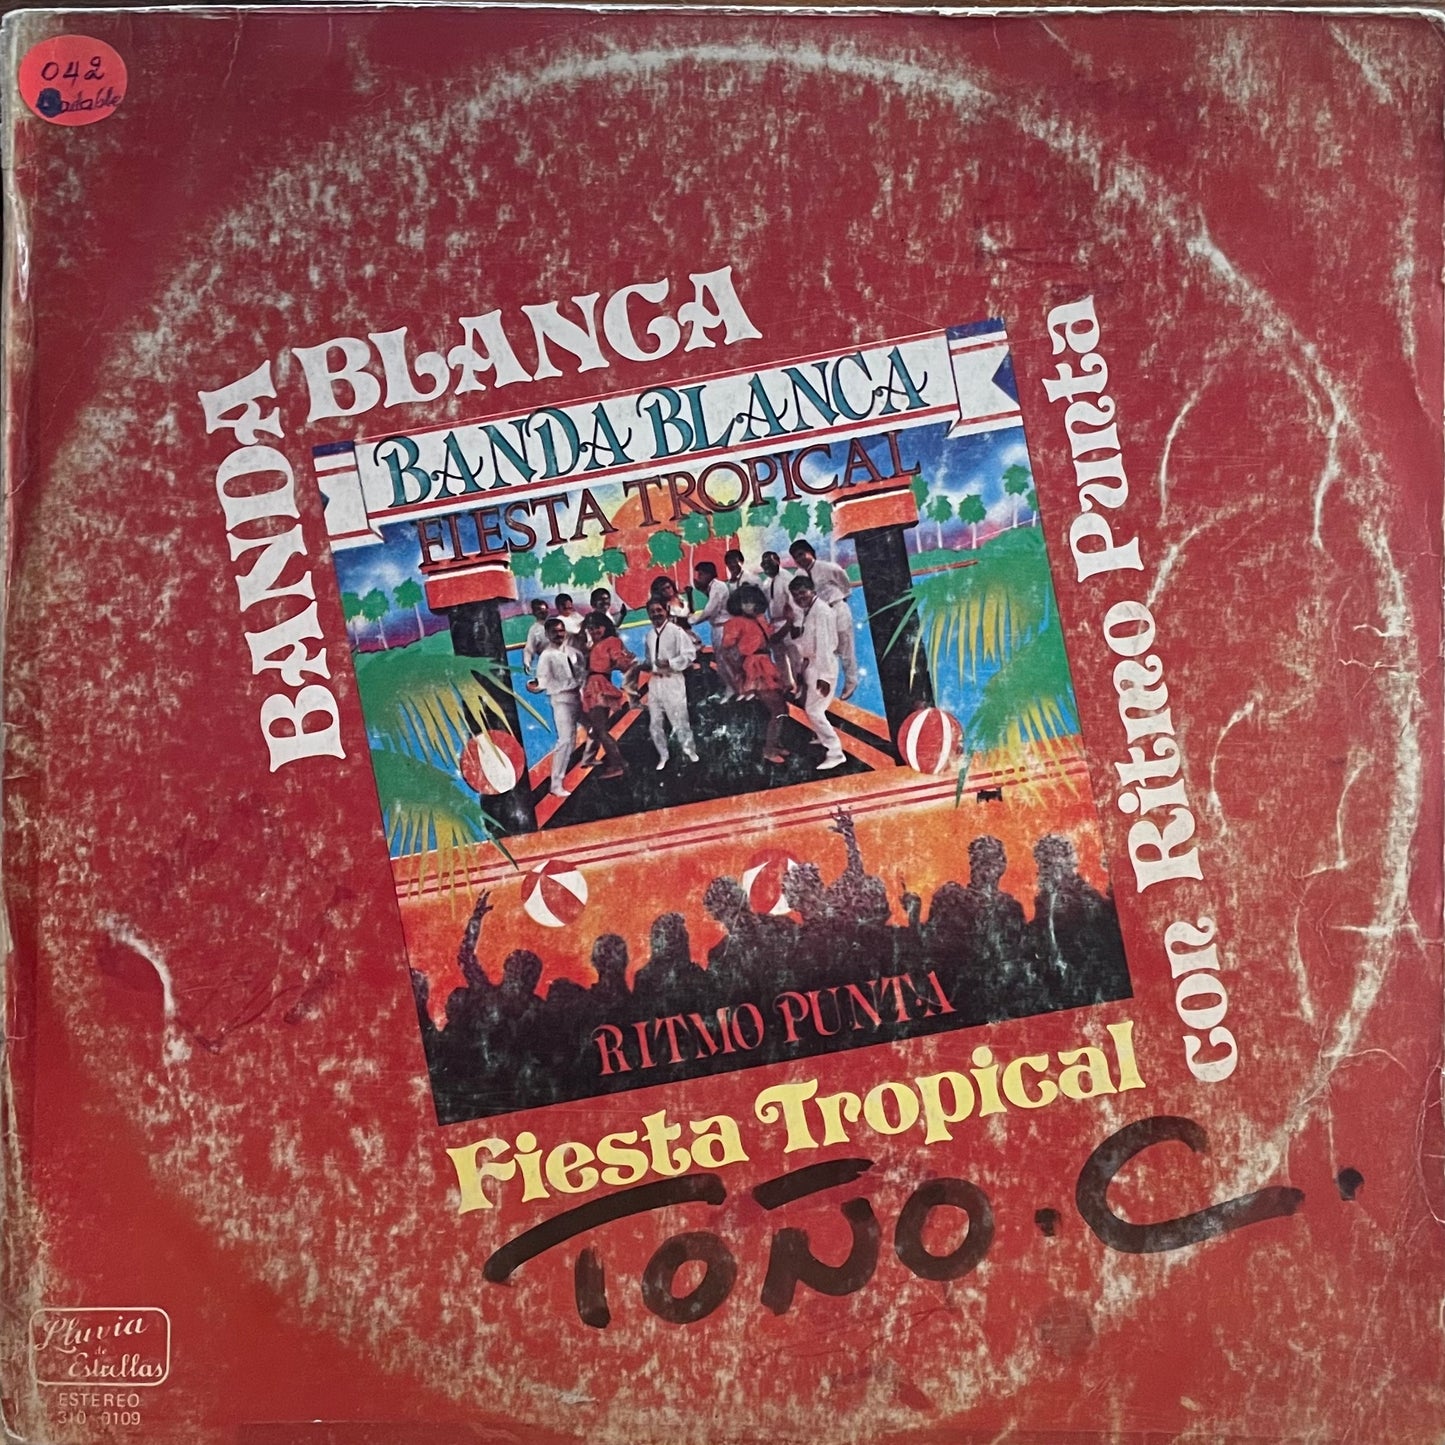 042
Bailable
BANDA BLANCA
BANDA BLANCA
FIESTA TROPICAL
RITMO PUNTA
con Ritmo Punta
Fiesta Tropical
TOÑO.C.
Lluvia
de
Estrellas
ESTEREO
310 0109